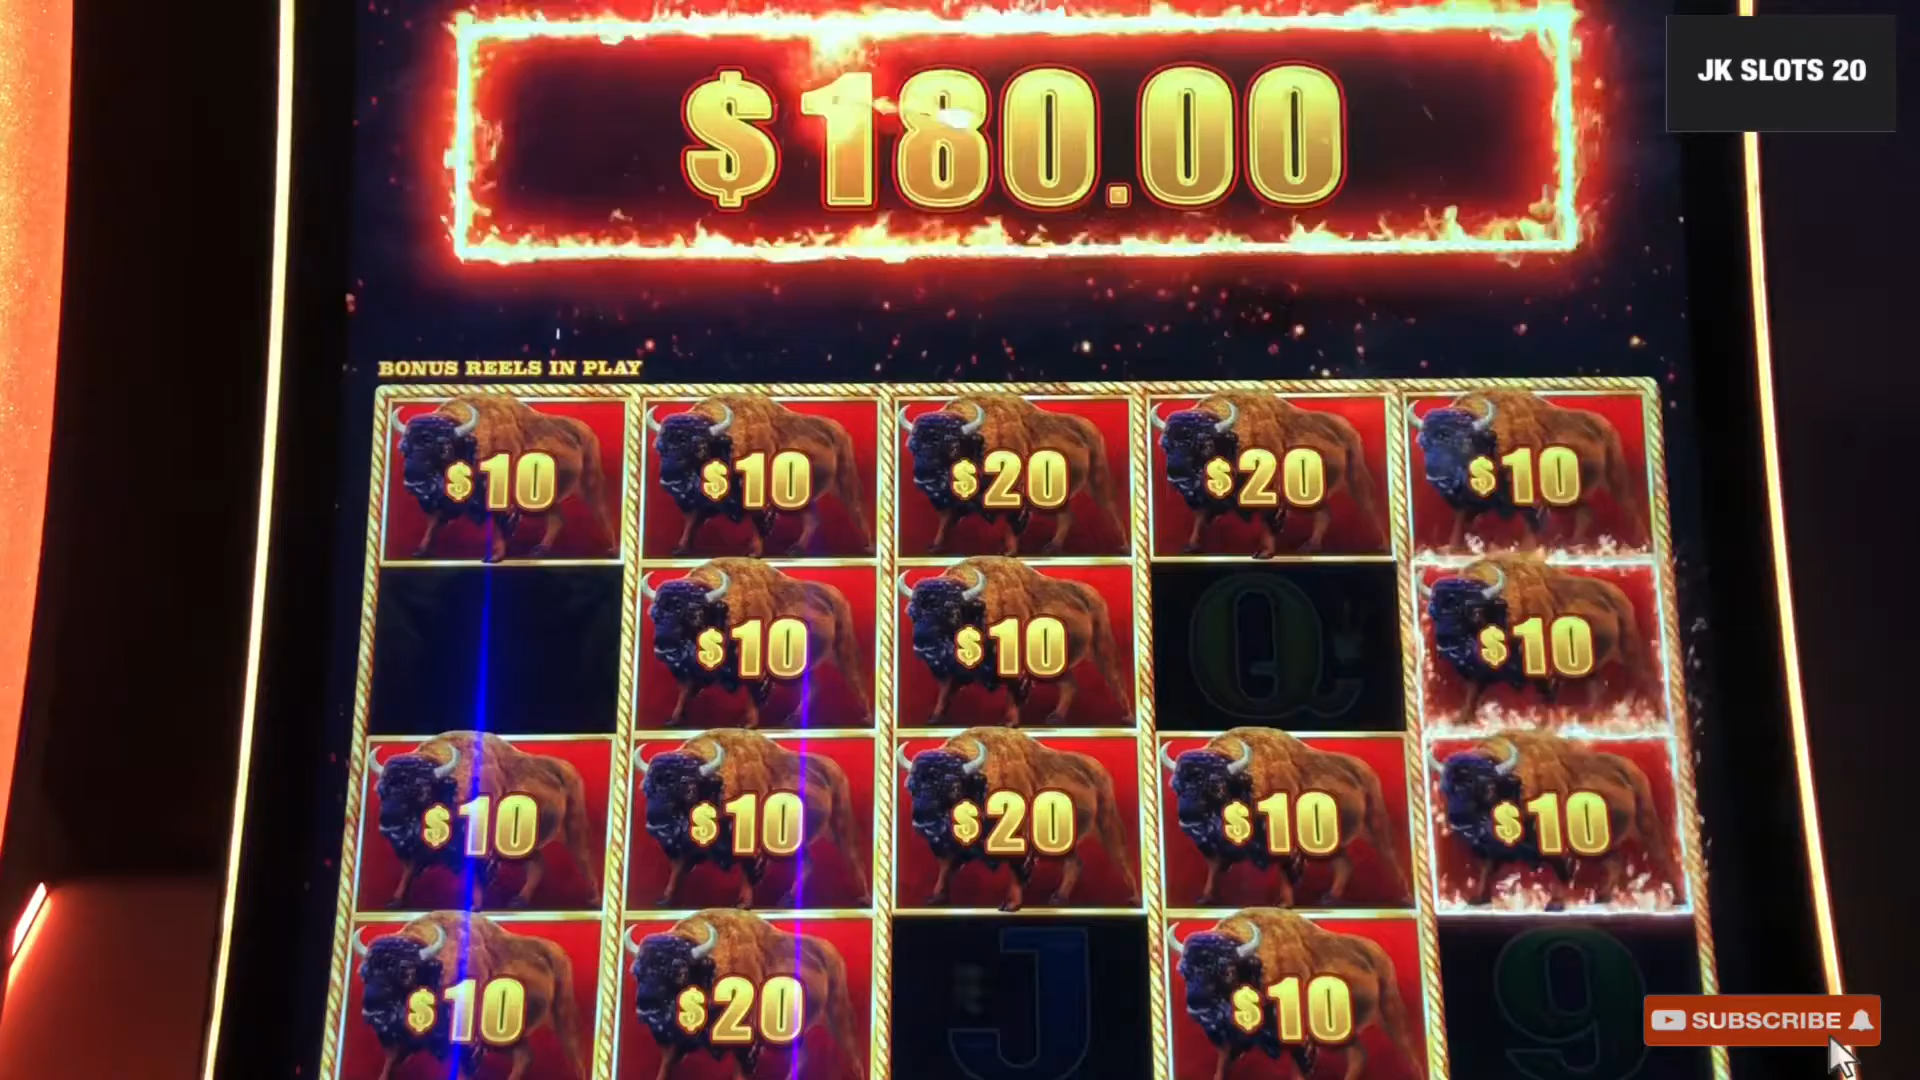 JK SLOTS 20
$180.00
BONUS REELS IN PLAY
$10 $10 $20 $20 $10
$10 $10 Q $10
$10 $10 $20 $10 $10
$10 $20 J $10 9
SUBSCRIBE